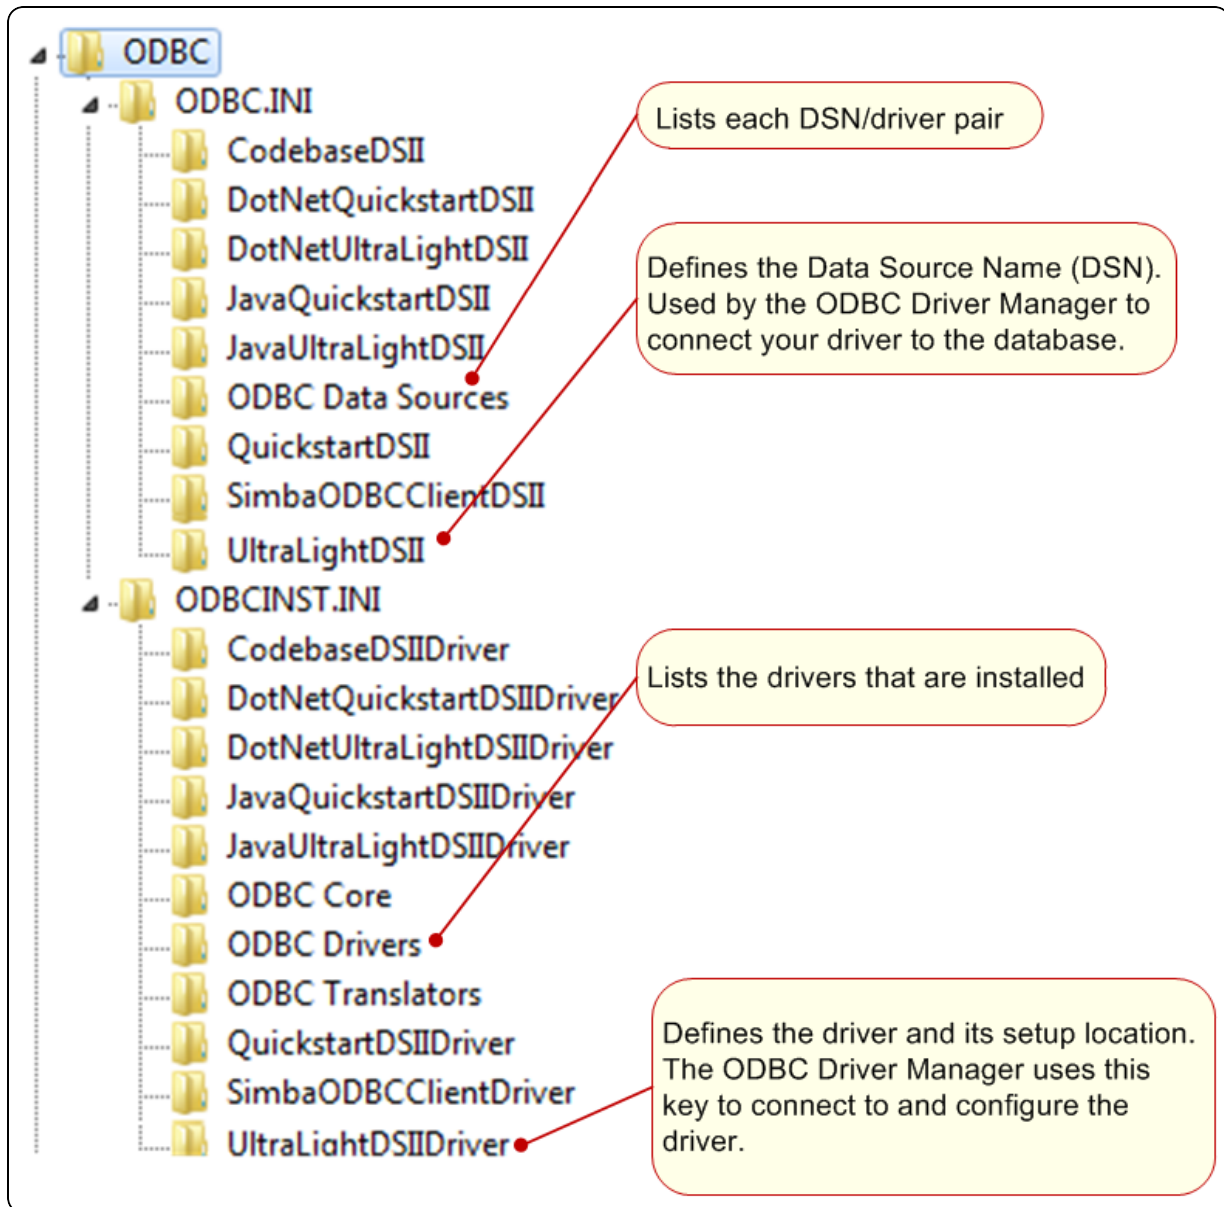 ODBC
ODBC.INI
CodebaseDSII
DotNetQuickstartDSII
DotNetUltraLightDSII
JavaQuickstartDSII
JavaUltraLightDSII
ODBC Data Sources
QuickstartDSII
SimbaODBCClientDSII
UltraLightDSII
ODBCINST.INI
CodebaseDSIIDriver
DotNetQuickstartDSIIDriver
DotNetUltraLightDSIIDriver
JavaQuickstartDSIIDriver
JavaUltraLightDSIIDriver
ODBC Core
ODBC Drivers
ODBC Translators
QuickstartDSIIDriver
SimbaODBCClientDriver
UltraLightDSIIDriver
Lists each DSN/driver pair
Defines the Data Source Name (DSN).
Used by the ODBC Driver Manager to
connect your driver to the database.
Lists the drivers that are installed
Defines the driver and its setup location.
The ODBC Driver Manager uses this
key to connect to and configure the
driver.